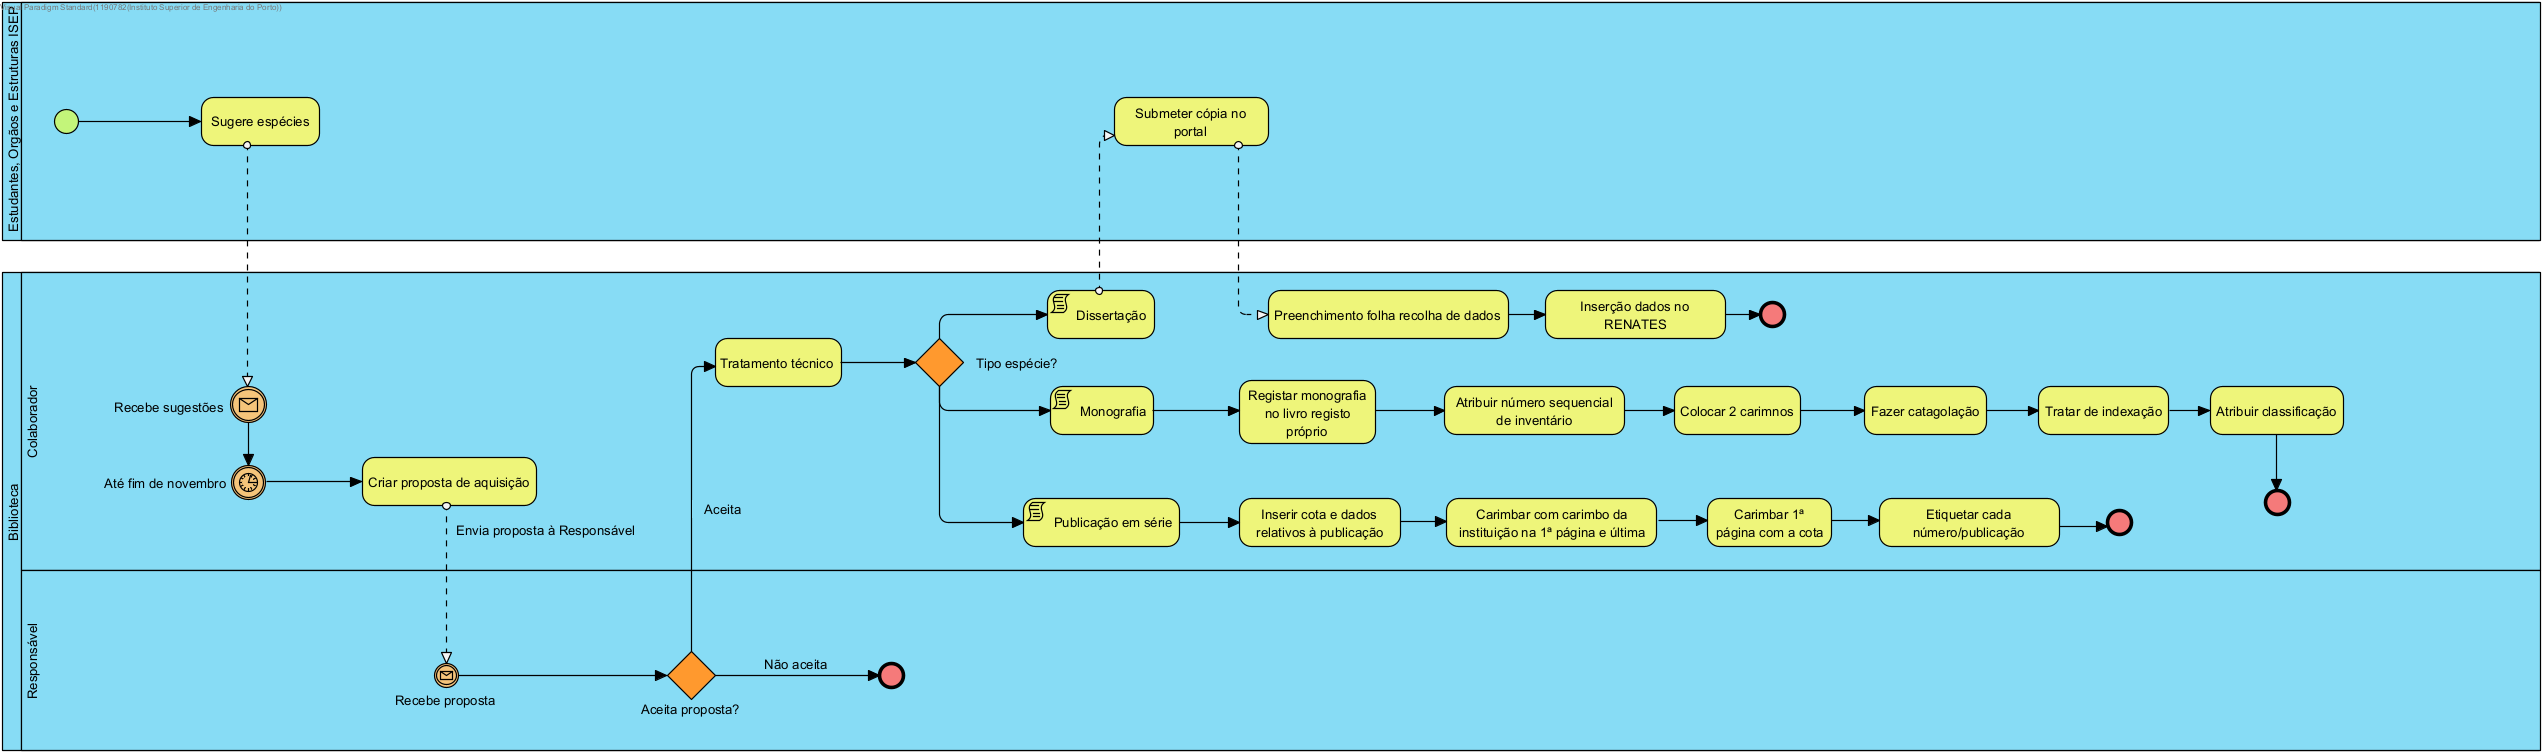 Paradigm Standard(1190782(Instituto Superior de Engenharia do Porto))
Estudantes, Orgãos e Estruturas ISEP
Sugere espécies
Submeter cópia no
portal
Biblioteca
Colaborador
Dissertação
Preenchimento folha recolha de dados
Inserção dados no
RENATES
Tratamento técnico
Tipo espécie?
Recebe sugestões
Monografia
Registar monografia
no livro registo
próprio
Atribuir número sequencial
de inventário
Colocar 2 carimnos
Fazer catagolação
Tratar de indexação
Atribuir classificação
Até fim de novembro
Criar proposta de aquisição
Aceita
Envia proposta à Responsável
Publicação em série
Inserir cota e dados
relativos à publicação
Carimbar com carimbo da
instituição na 1ª página e última
Carimbar 1ª
página com a cota
Etiquetar cada
número/publicação
Responsável
Recebe proposta
Aceita proposta?
Não aceita